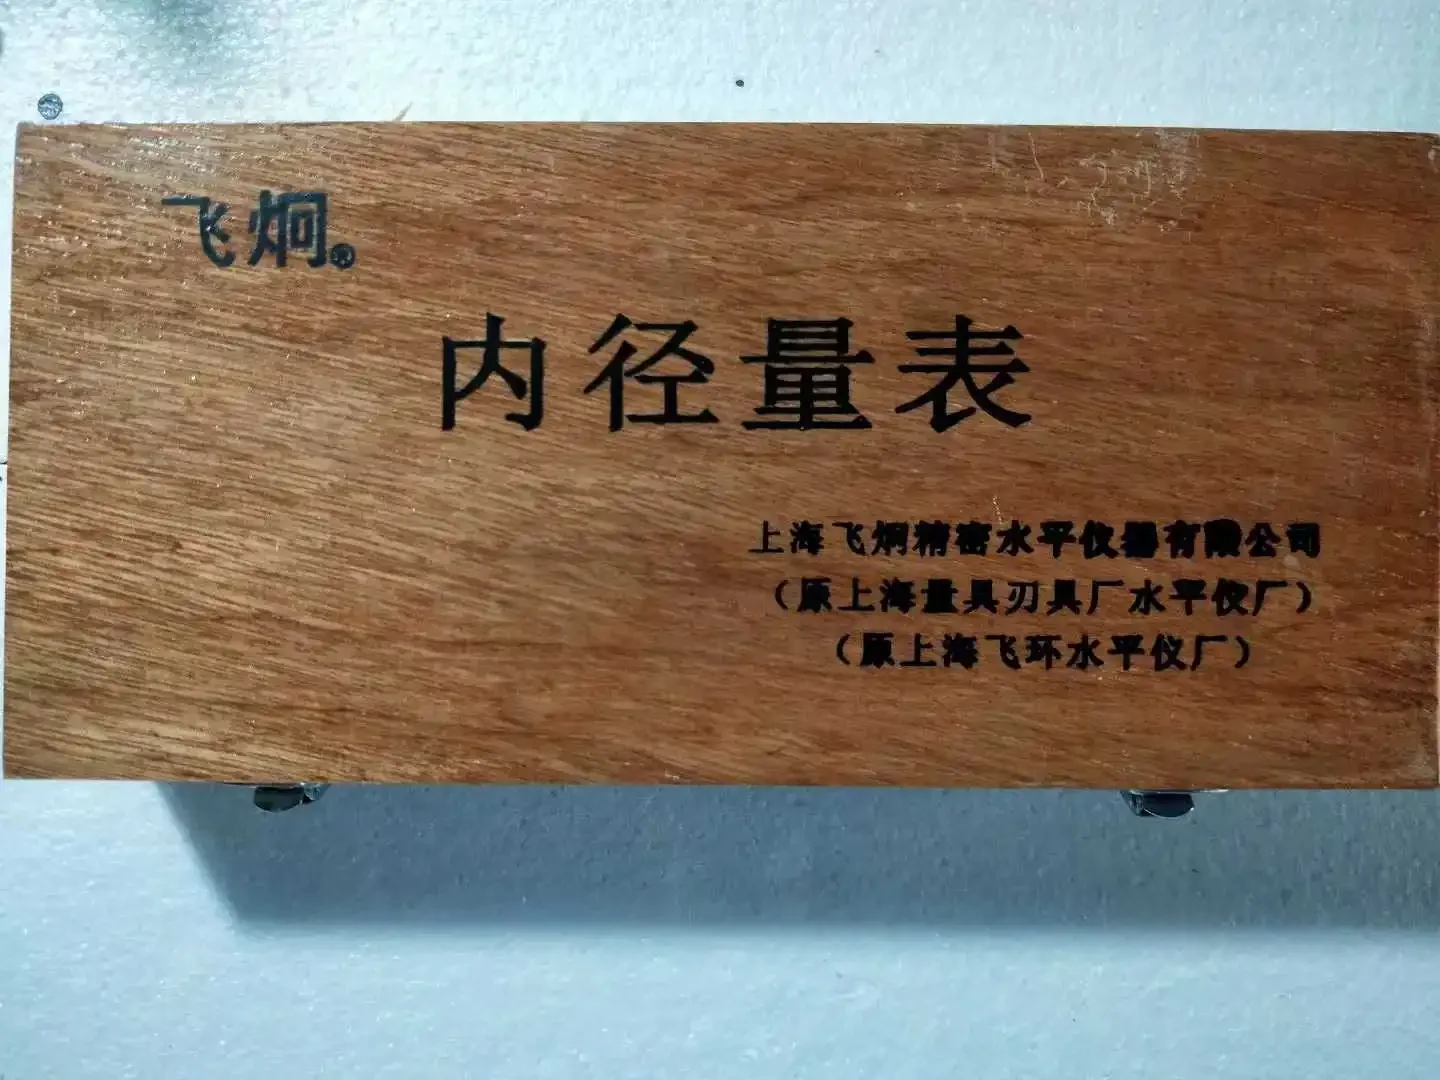 飞炯®
内径量表
上海飞炯精密水平仪器有限公司
（原上海量具刃具厂水平仪厂）
（原上海飞环水平仪厂）